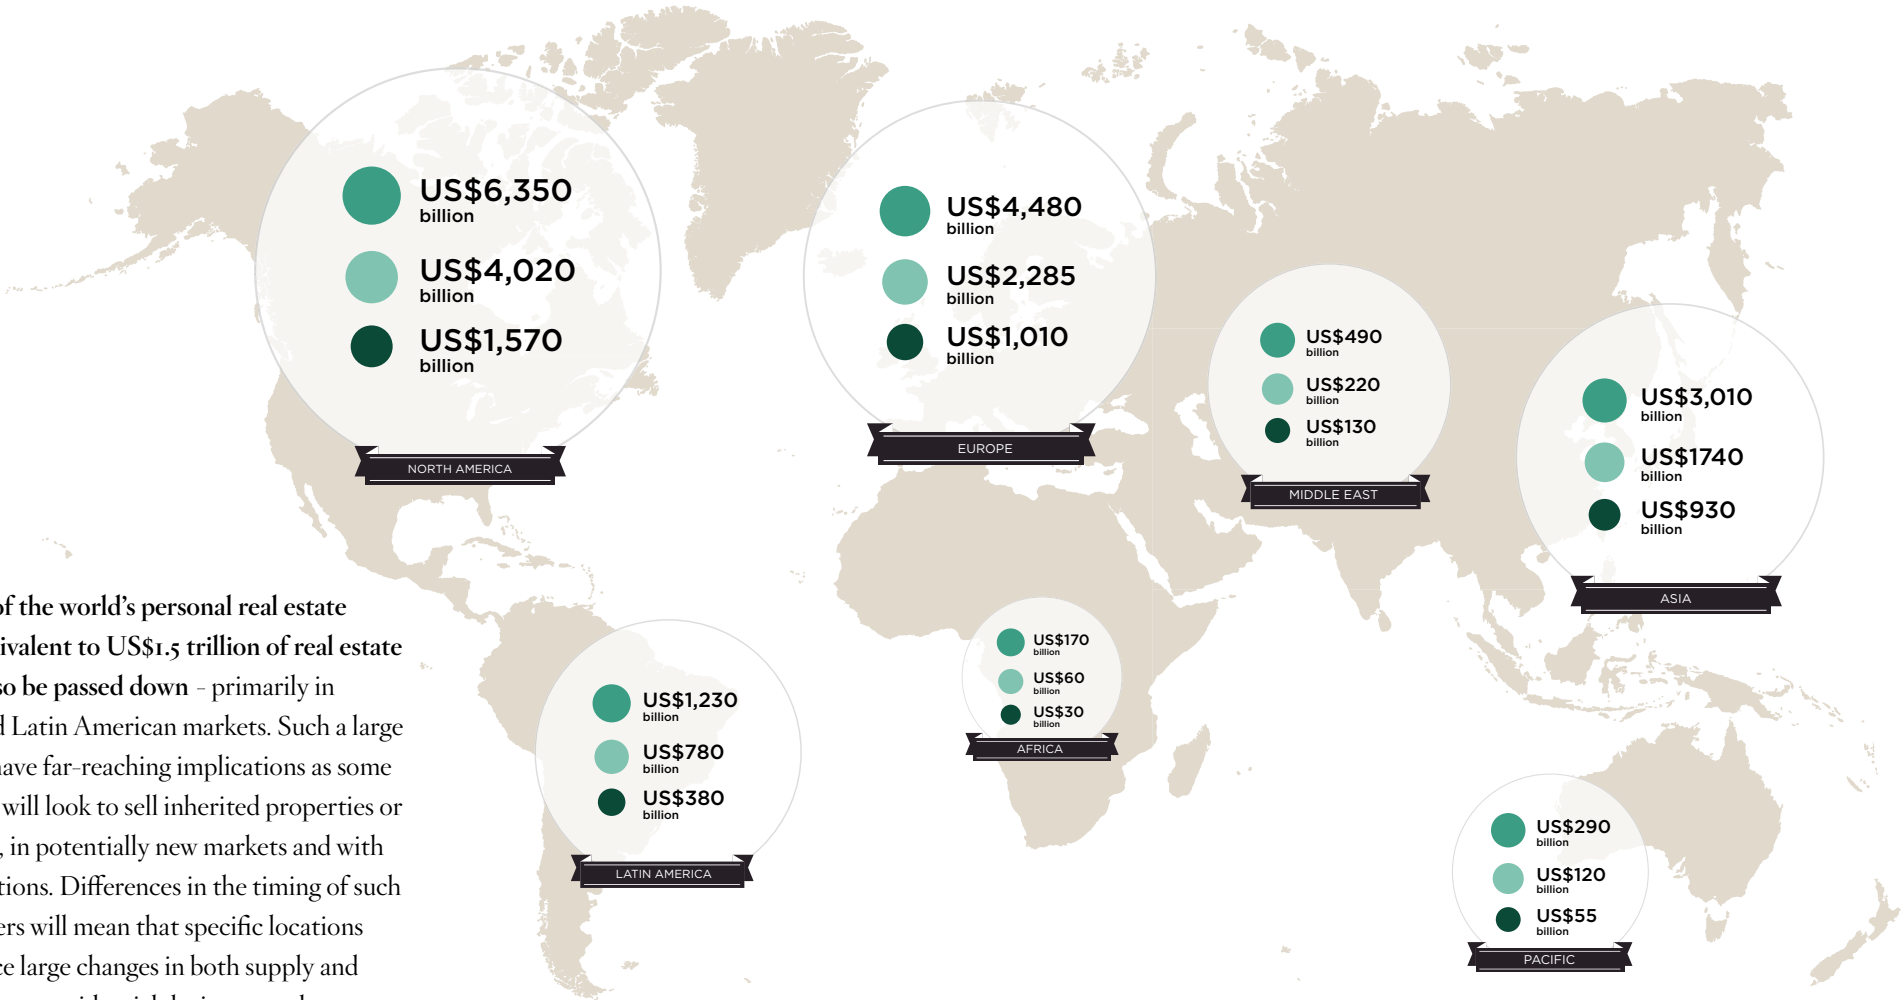 US$6,350
billion
US$4,020
billion
US$1,570
billion
NORTH AMERICA
US$4,480
billion
US$2,285
billion
US$1,010
billion
EUROPE
US$490
billion
US$220
billion
US$130
billion
MIDDLE EAST
US$3,010
billion
US$1740
billion
US$930
billion
ASIA
US$1,230
billion
US$780
billion
US$380
billion
LATIN AMERICA
US$170
billion
US$60
billion
US$30
billion
AFRICA
US$290
billion
US$120
billion
US$55
billion
PACIFIC
of the world’s personal real estate
ivalent to US$1.5 trillion of real estate
so be passed down – primarily in
d Latin American markets. Such a large
have far-reaching implications as some
will look to sell inherited properties or
, in potentially new markets and with
tions. Differences in the timing of such
ers will mean that specific locations
ce large changes in both supply and